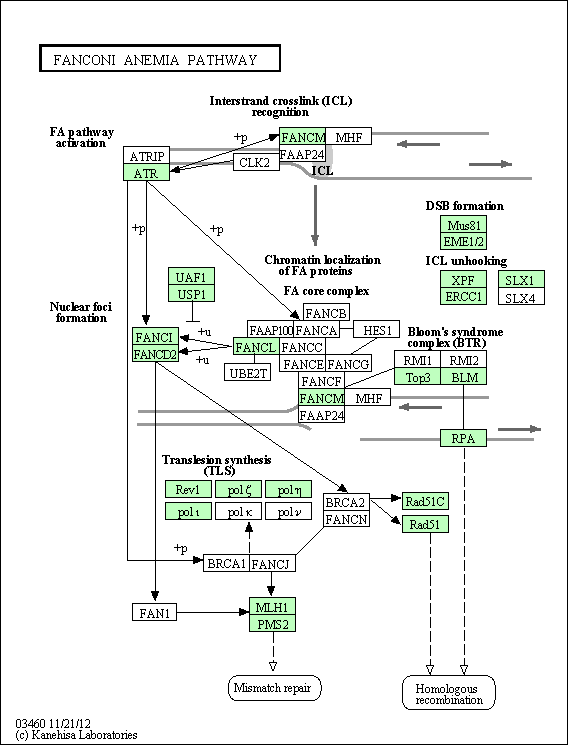 FANCONI ANEMIA PATHWAY
Interstrand crosslink (ICL)
recognition
FA pathway
activation
+p
FANCM
MHF
ATRIP
CLK2
FAAP24
ATR
ICL
DSB formation
Mus81
EME1/2
+p
+p
Chromatin localization
of FA proteins
ICL unhooking
XPF
SLX1
ERCC1
SLX4
UAF1
USP1
FA core complex
Nuclear foci
formation
FANCB
+u
FAAP100
FANCA
HES1
Bloom's syndrome
complex (BTR)
FANCI
FANCL
FANCC
FANCD2
+u
RMI1
RMI2
FANCE
FANCG
UBE2T
Top3
BLM
FANCF
FANCM
MHF
FAAP24
RPA
Translesion synthesis
(TLS)
Rev1
pol ζ
pol η
pol ι
pol κ
pol ν
BRCA2
FANCN
Rad51C
Rad51
+p
BRCA1
FANCJ
FAN1
MLH1
PMS2
Mismatch repair
Homologous
recombination
03460 11/21/12
(c) Kanehisa Laboratories